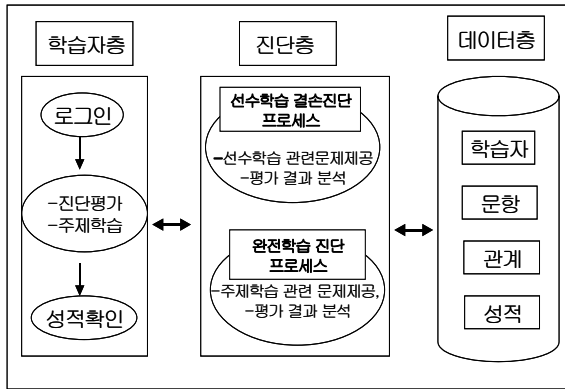 학습자층
로그인
-진단평가
-주제학습
성적확인
진단층
선수학습 결손진단
프로세스
-선수학습 관련문제제공
-평가 결과 분석
완전학습 진단
프로세스
-주제학습 관련 문제제공,
-평가 결과 분석
데이터층
학습자
문항
관계
성적